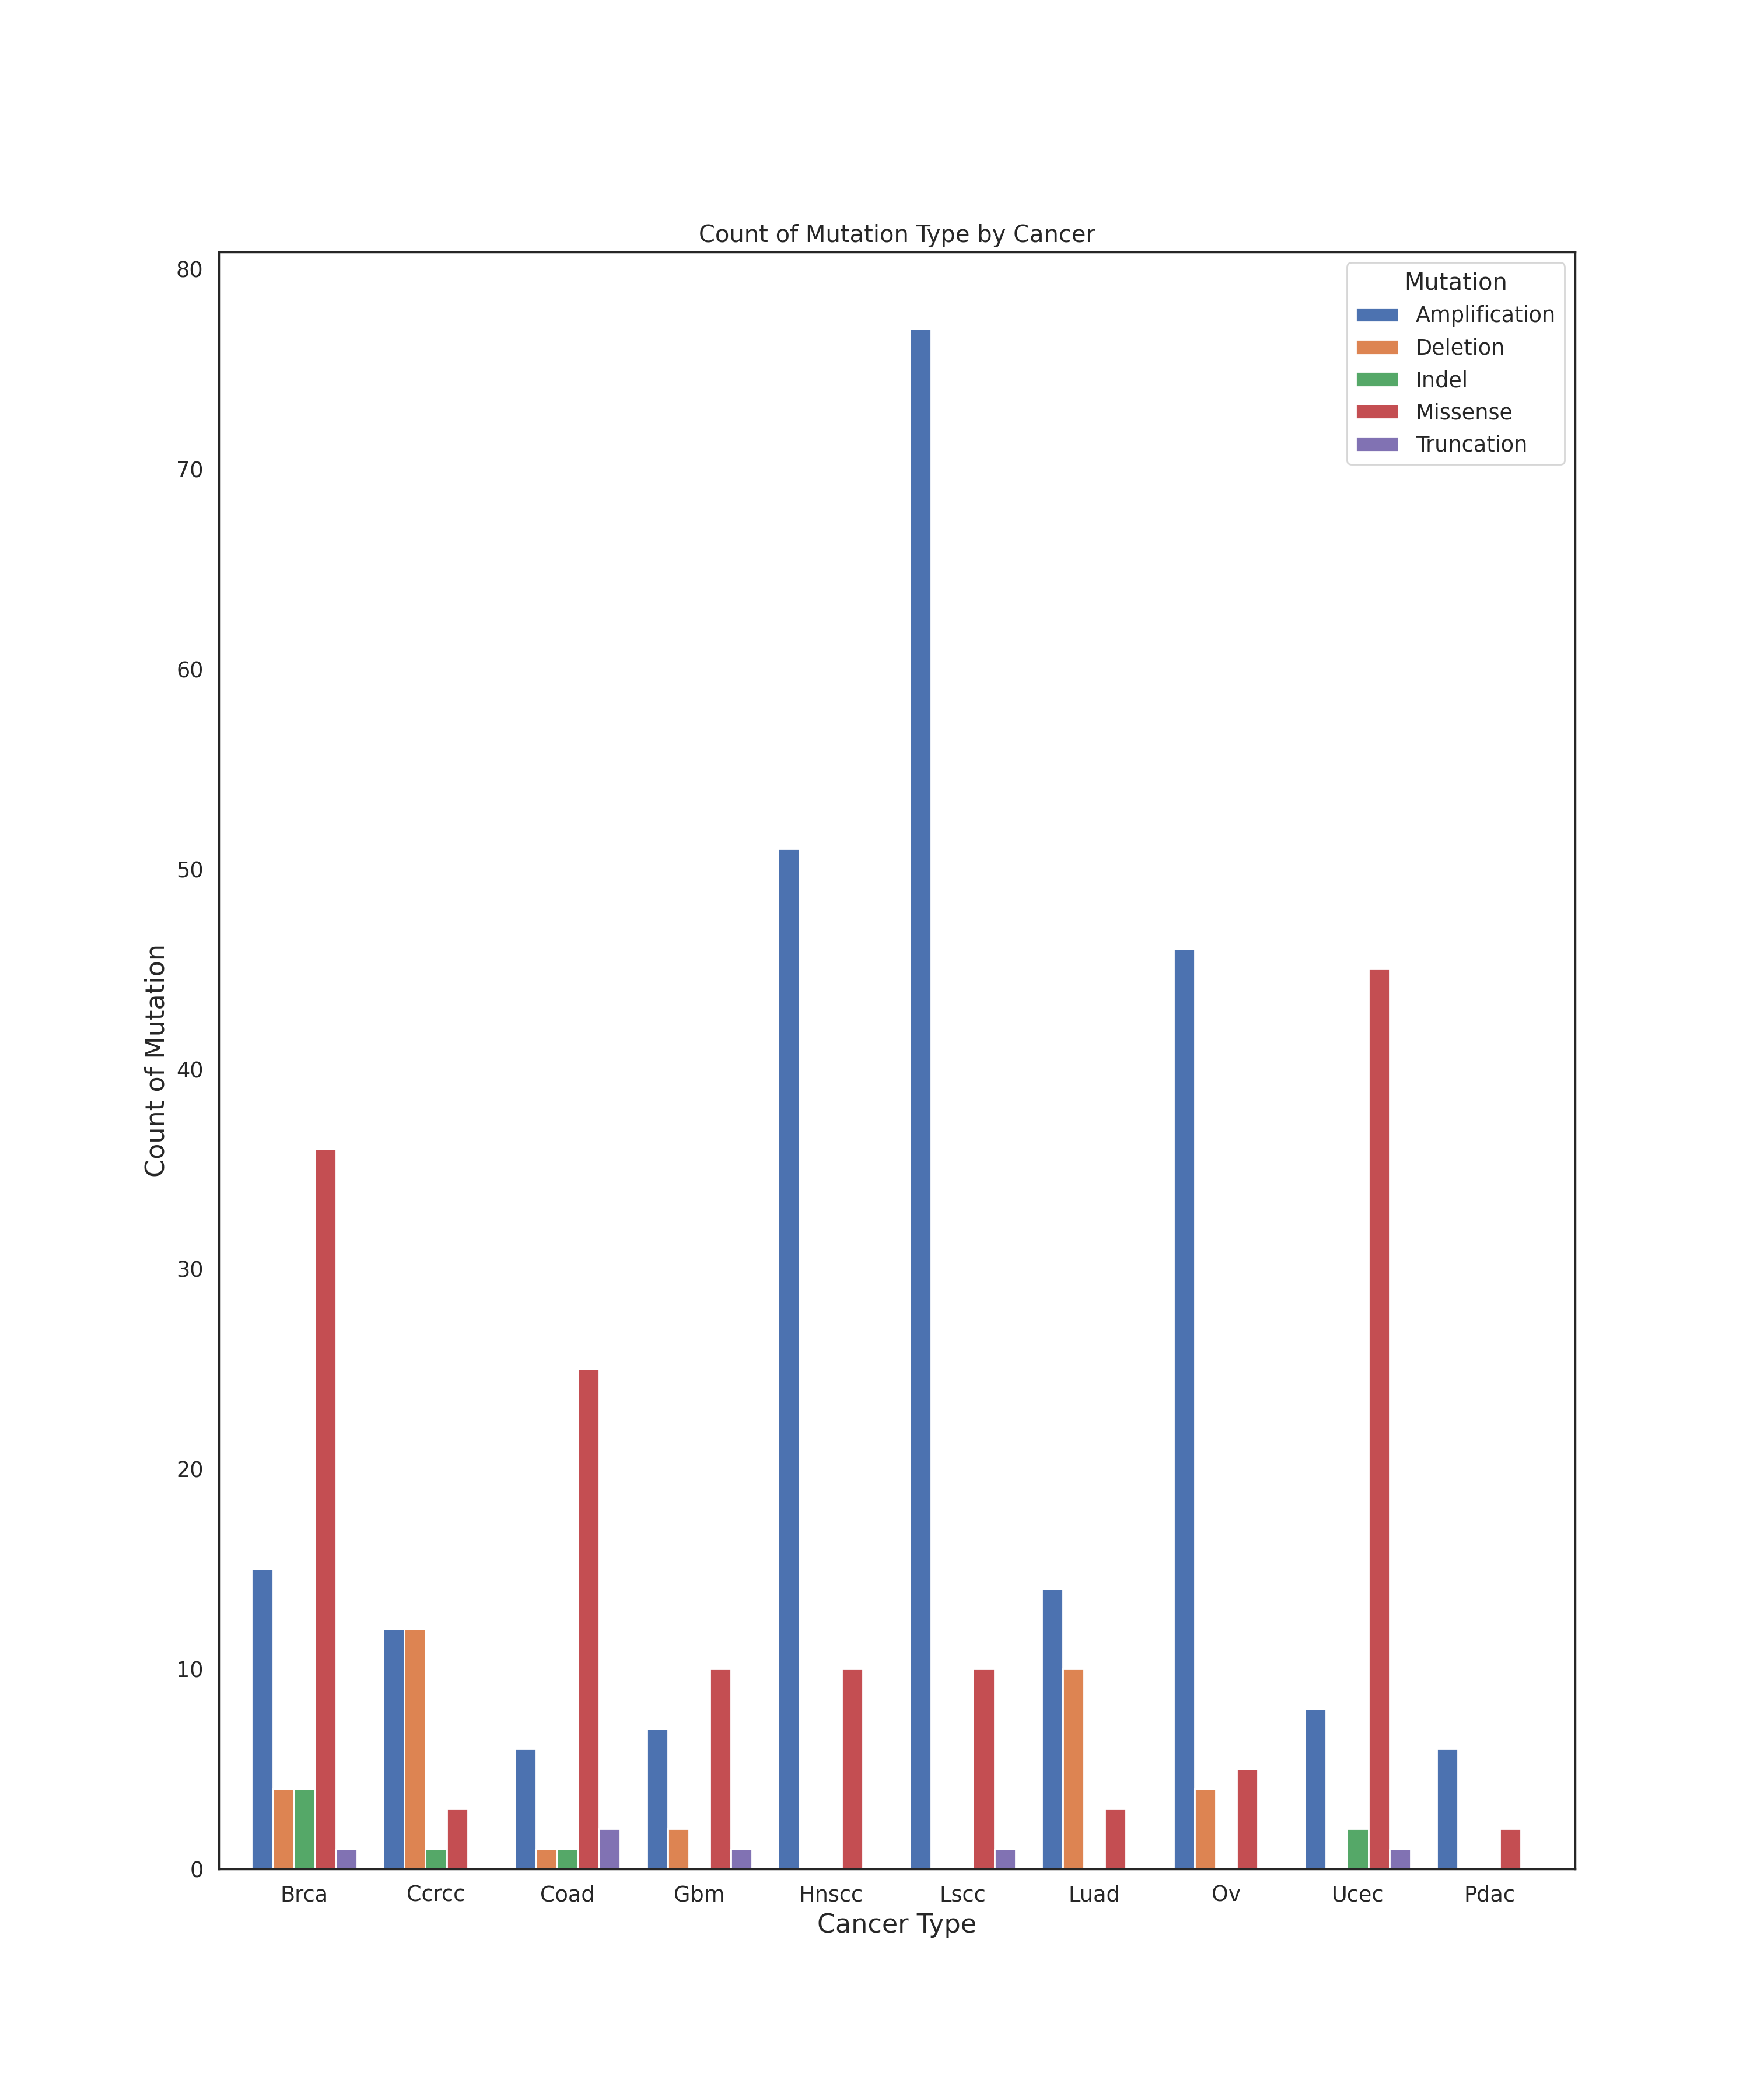 Count of Mutation Type by Cancer
Mutation
Amplification
Deletion
Indel
Missense
Truncation
80
70
60
50
40
30
20
10
0
Count of Mutation
Brca Ccrcc Coad Gbm Hnscc Lscc Luad Ov Ucec Pdac
Cancer Type